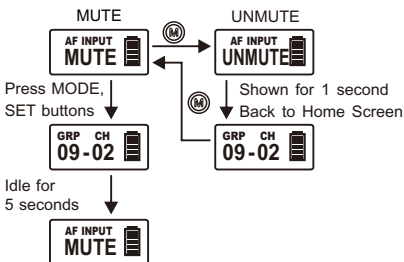 MUTE
UNMUTE
AF INPUT
MUTE
M
AF INPUT
UNMUTE
Press MODE,
SET buttons
M
Shown for 1 second
Back to Home Screen
GRP CH
09-02
GRP CH
09-02
Idle for
5 seconds
AF INPUT
MUTE